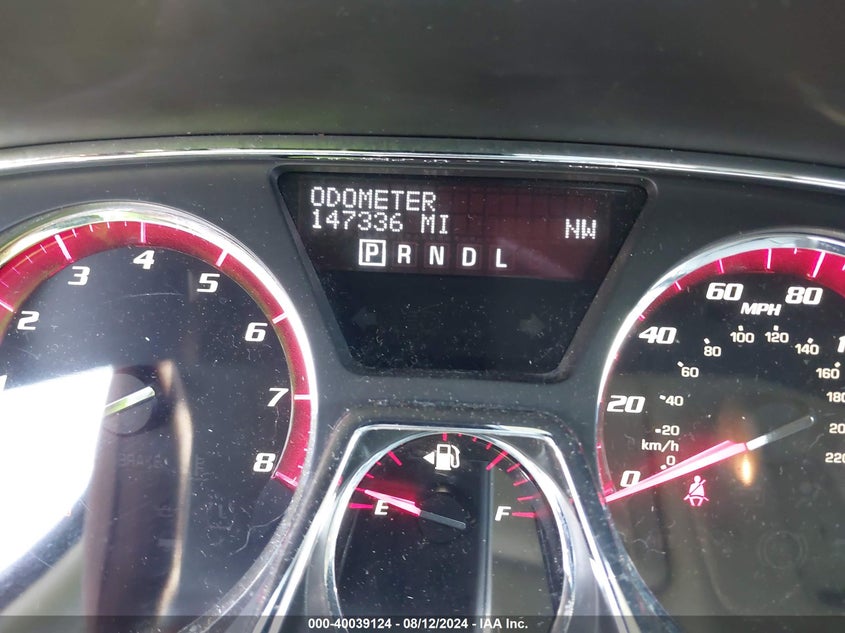 ODOMETER
147336 MI NW
P R N D L
2 3 4 5 6 7 8
E F
0 20 40 60 80
MPH
km/h
0 20 40 60 80 100 120 140 160
220
000-40039124 - 08/12/2024 - IAA Inc.